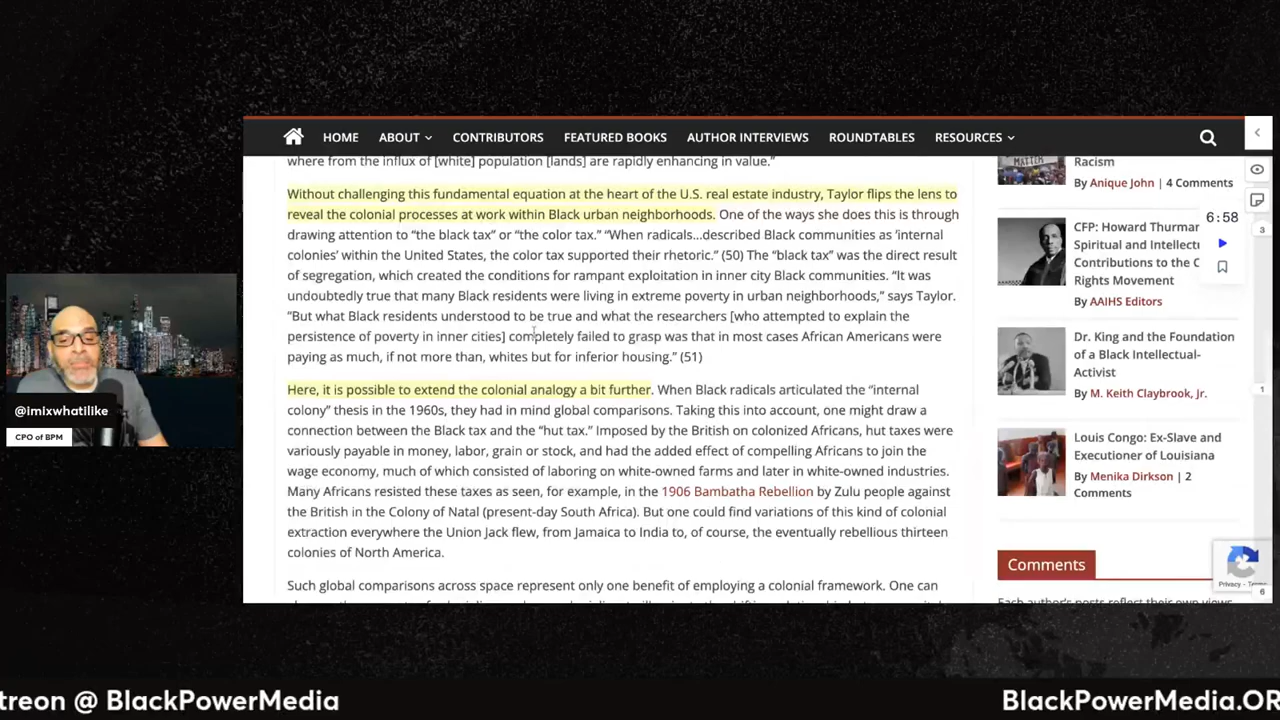 HOME ABOUT CONTRIBUTORS FEATURED BOOKS AUTHOR INTERVIEWS ROUNDTABLES RESOURCES
where from the influx of [white] population [lands] are rapidly enhancing in value.”
Without challenging this fundamental equation at the heart of the U.S. real estate industry, Taylor flips the lens to
reveal the colonial processes at work within Black urban neighborhoods. One of the ways she does this is through
drawing attention to “the black tax” or “the color tax.” “When radicals...described Black communities as ‘internal
colonies’ within the United States, the color tax supported their rhetoric.” (50) The “black tax” was the direct result
of segregation, which created the conditions for rampant exploitation in inner city Black communities. “It was
undoubtedly true that many Black residents were living in extreme poverty in urban neighborhoods,” says Taylor.
“But what Black residents understood to be true and what the researchers [who attempted to explain the
persistence of poverty in inner cities] completely failed to grasp was that in most cases African Americans were
paying as much, if not more than, whites but for inferior housing.” (51)
Here, it is possible to extend the colonial analogy a bit further. When Black radicals articulated the “internal
colony” thesis in the 1960s, they had in mind global comparisons. Taking this into account, one might draw a
connection between the Black tax and the “hut tax.” Imposed by the British on colonized Africans, hut taxes were
variously payable in money, labor, grain or stock, and had the added effect of compelling Africans to join the
wage economy, much of which consisted of laboring on white-owned farms and later in white-owned industries.
Many Africans resisted these taxes as seen, for example, in the 1906 Bambatha Rebellion by Zulu people against
the British in the Colony of Natal (present-day South Africa). But one could find variations of this kind of colonial
extraction everywhere the Union Jack flew, from Jamaica to India to, of course, the eventually rebellious thirteen
colonies of North America.
Such global comparisons across space represent only one benefit of employing a colonial framework. One can
Racism
By Anique John | 4 Comments
CFP: Howard Thurman
Spiritual and Intellect
Contributions to the C
Rights Movement
By AAIHS Editors
Dr. King and the Foundation
of a Black Intellectual-
Activist
By M. Keith Claybrook, Jr.
Louis Congo: Ex-Slave and
Executioner of Louisiana
By Menika Dirkson | 2
Comments
Comments
Each author’s posts reflect their own views
6:58
3
1
6
Privacy - Terms
@imixwhatilike
CPO of BPM
treon @ BlackPowerMedia
BlackPowerMedia.OR